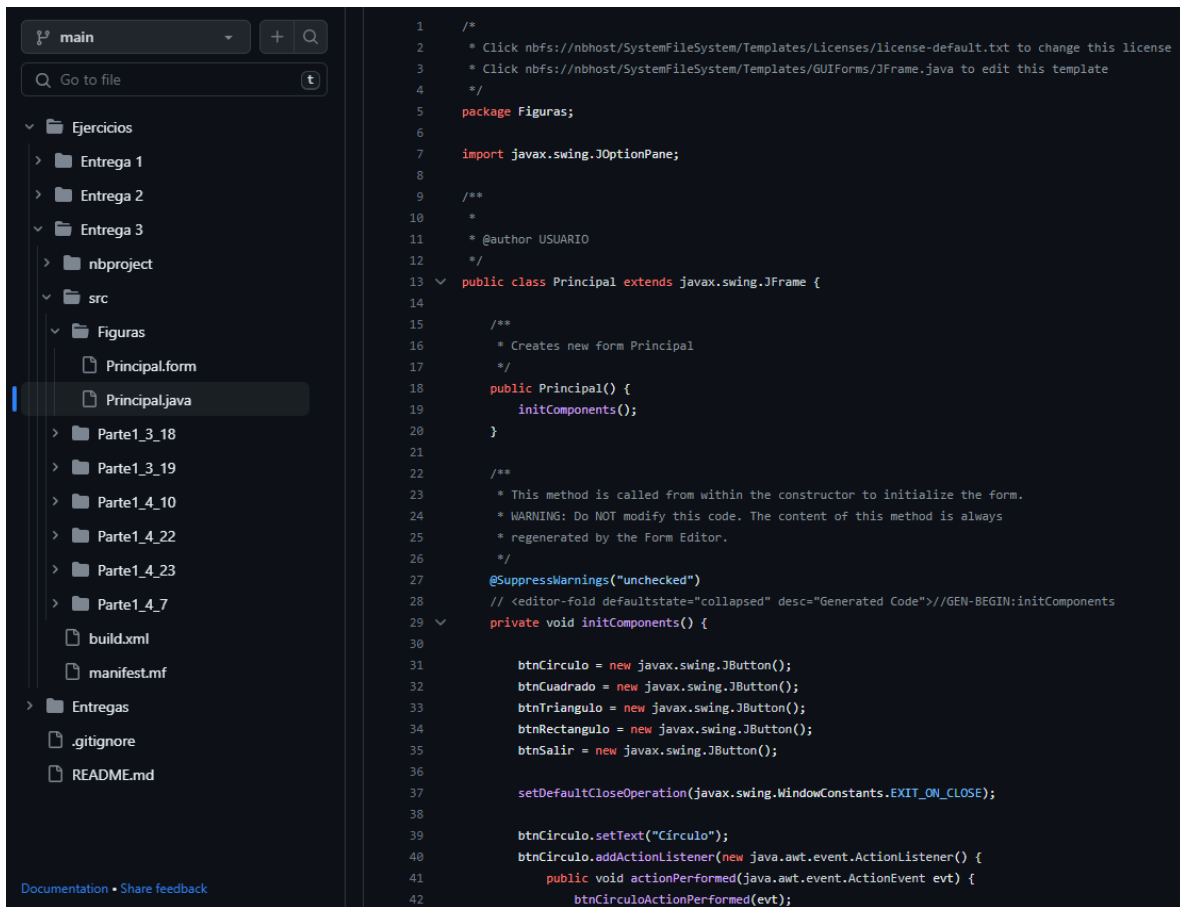 main
Go to file
t
Ejercicios
Entrega 1
Entrega 2
Entrega 3
nbproject
src
Figuras
Principal.form
Principal.java
Parte1_3_18
Parte1_3_19
Parte1_4_10
Parte1_4_22
Parte1_4_23
Parte1_4_7
build.xml
manifest.mf
Entregas
.gitignore
README.md
Documentation • Share feedback
1 /*
2  * Click nbfs://nbhost/SystemFileSystem/Templates/Licenses/license-default.txt to change this license
3  * Click nbfs://nbhost/SystemFileSystem/Templates/GUIForms/JFrame.java to edit this template
4  */
5 package Figuras;
6
7 import javax.swing.JOptionPane;
8
9 /**
10  *
11  * @author USUARIO
12  */
13 public class Principal extends javax.swing.JFrame {
14
15     /**
16      * Creates new form Principal
17      */
18     public Principal() {
19         initComponents();
20     }
21
22     /**
23      * This method is called from within the constructor to initialize the form.
24      * WARNING: Do NOT modify this code. The content of this method is always
25      * regenerated by the Form Editor.
26      */
27     @SuppressWarnings("unchecked")
28     // <editor-fold defaultstate="collapsed" desc="Generated Code">//GEN-BEGIN:initComponents
29     private void initComponents() {
30
31         btnCirculo = new javax.swing.JButton();
32         btnCuadrado = new javax.swing.JButton();
33         btnTriangulo = new javax.swing.JButton();
34         btnRectangulo = new javax.swing.JButton();
35         btnSalir = new javax.swing.JButton();
36
37         setDefaultCloseOperation(javax.swing.WindowConstants.EXIT_ON_CLOSE);
38
39         btnCirculo.setText("Círculo");
40         btnCirculo.addActionListener(new java.awt.event.ActionListener() {
41             public void actionPerformed(java.awt.event.ActionEvent evt) {
42                 btnCirculoActionPerformed(evt);